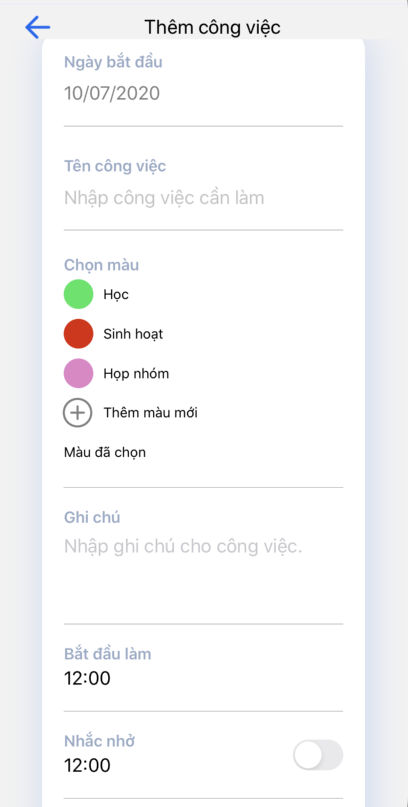 Thêm công việc
Ngày bắt đầu
10/07/2020
Tên công việc
Nhập công việc cần làm
Chọn màu
Học
Sinh hoạt
Họp nhóm
Thêm màu mới
Màu đã chọn
Ghi chú
Nhập ghi chú cho công việc.
Bắt đầu làm
12:00
Nhắc nhở
12:00